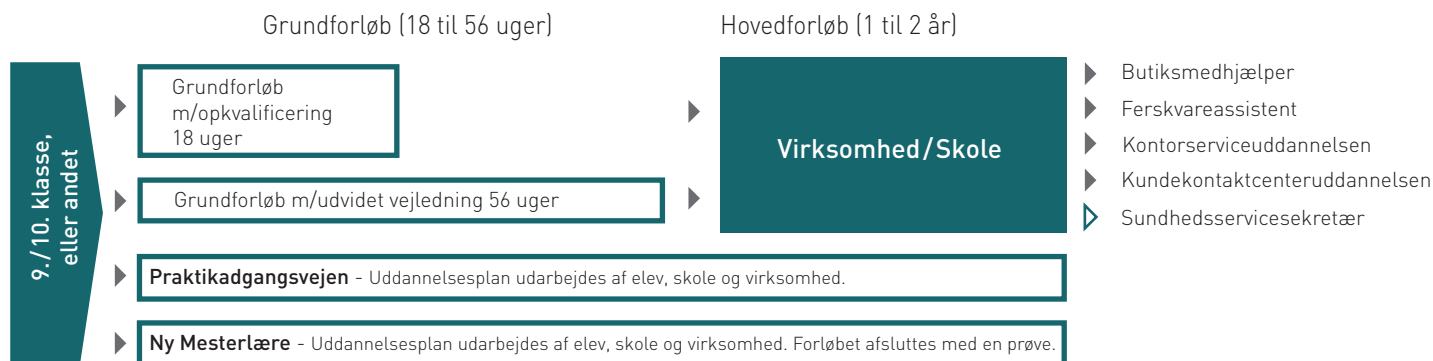 Grundforløb (18 til 56 uger)
Hovedforløb (1 til 2 år)
9./10. klasse,
eller andet
Grundforløb
m/opkvalificering
18 uger
Grundforløb m/udvidet vejledning 56 uger
Virksomhed/Skole
Butiksmedhjælper
Ferskvareassistent
Kontorserviceuddannelsen
Kundekontaktcenteruddannelsen
Sundhedsservicesekretær
Praktikadgangsvejen - Uddannelsesplan udarbejdes af elev, skole og virksomhed.
Ny Mesterlære - Uddannelsesplan udarbejdes af elev, skole og virksomhed. Forløbet afsluttes med en prøve.